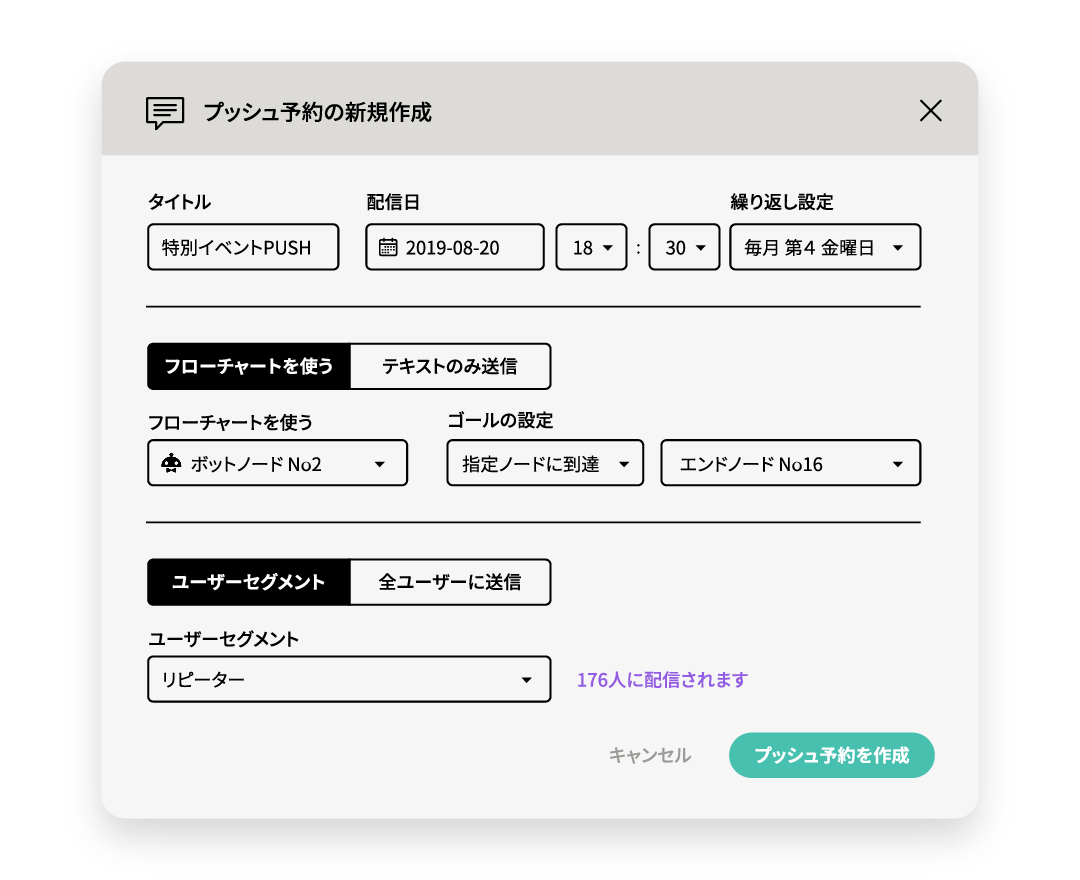 プッシュ予約の新規作成
タイトル 配信日 繰り返し設定
特別イベントPUSH 2019-08-20 18 : 30 毎月 第4 金曜日
フローチャートを使う テキストのみ送信
フローチャートを使う ゴールの設定
ボットノード No2 指定ノードに到達 エンドノード No16
ユーザーセグメント 全ユーザーに送信
ユーザーセグメント
リピーター 176人に配信されます
キャンセル プッシュ予約を作成